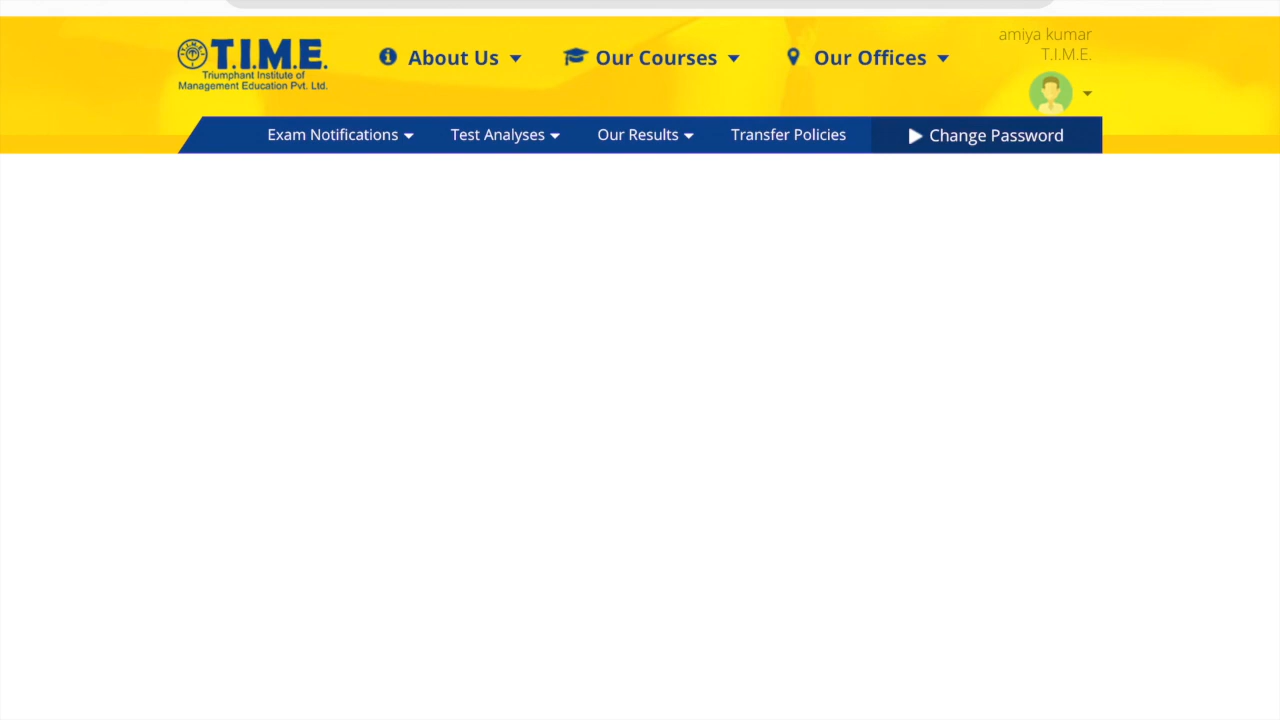 T.I.M.E.
Triumphant Institute of
Management Education Pvt. Ltd.
About Us
Our Courses
Our Offices
amiya kumar
T.I.M.E.
Exam Notifications
Test Analyses
Our Results
Transfer Policies
Change Password